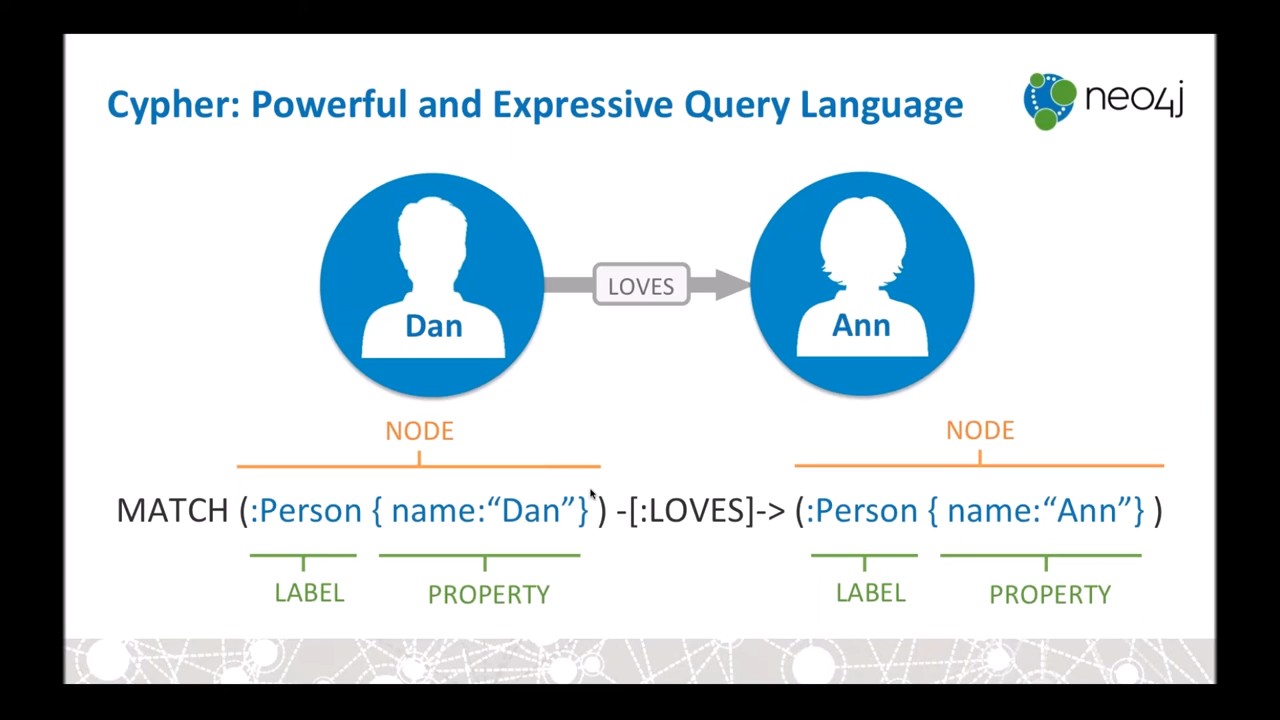 Cypher: Powerful and Expressive Query Language
neo4j
LOVES
Dan
Ann
NODE
NODE
MATCH (:Person { name:“Dan”} ) -[:LOVES]-> (:Person { name:“Ann”} )
LABEL
PROPERTY
LABEL
PROPERTY